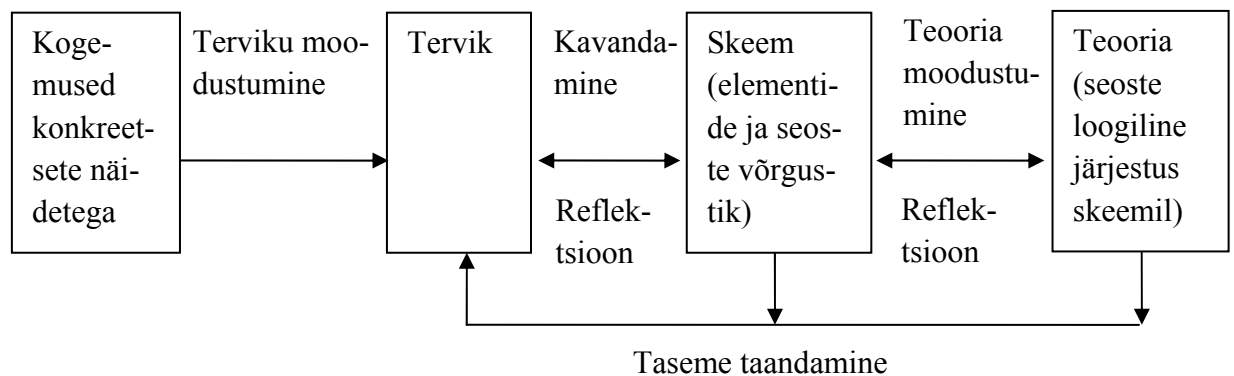 Koge-
mused
konkreet-
sete näi-
detega
Terviku moo-
dustumine
Tervik
Kavanda-
mine
Reflek-
tsioon
Skeem
(elementi-
de ja seos-
te võrgus-
tik)
Teooria
moodustu-
mine
Reflek-
tsioon
Teooria
(seoste
loogiline
järjestus
skeemil)
Taseme taandamine